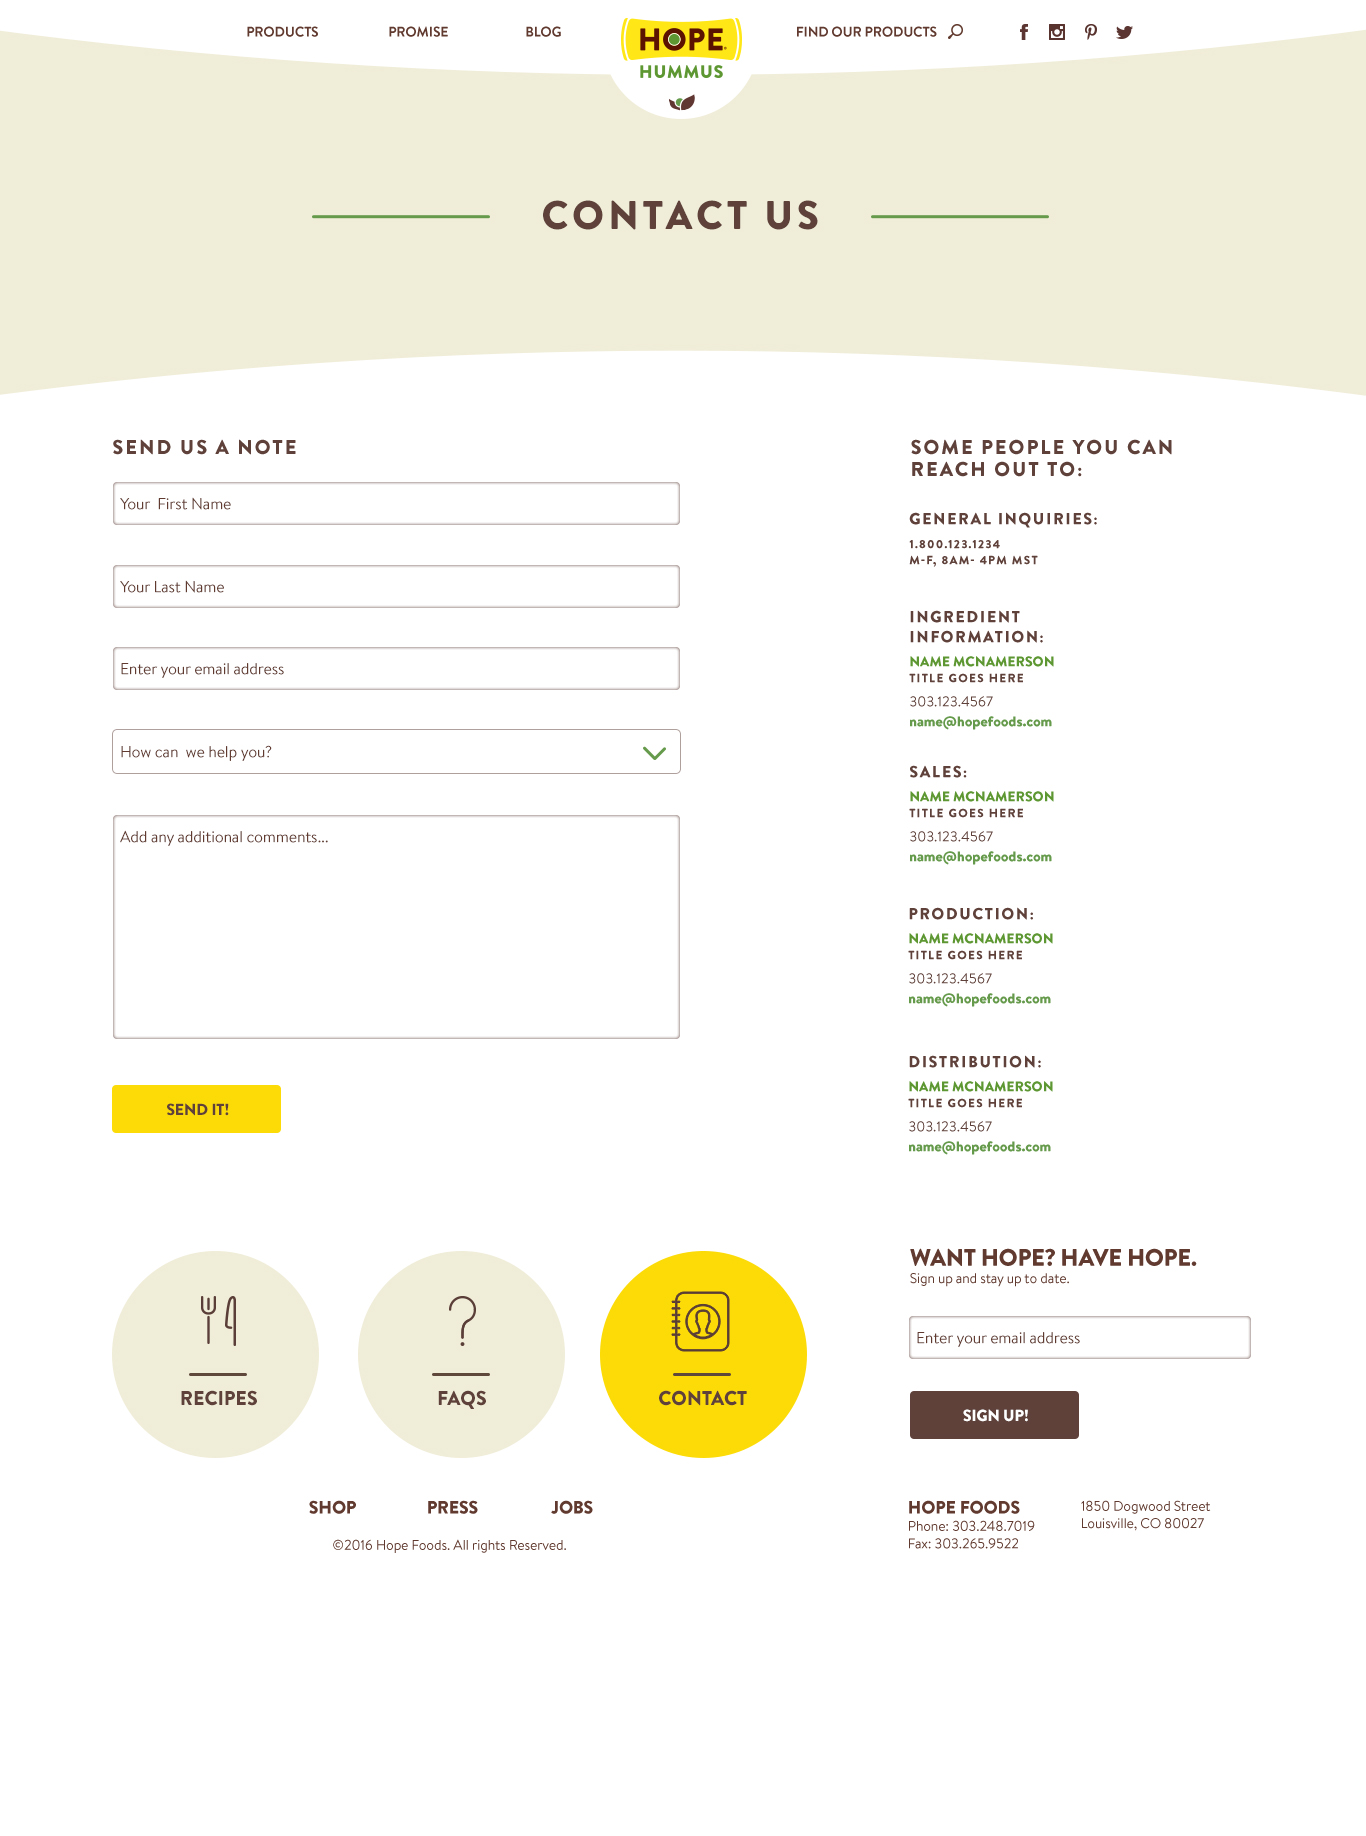 PRODUCTS
PROMISE
BLOG
HOPE
HUMMUS
FIND OUR PRODUCTS
CONTACT US
SEND US A NOTE
Your  First Name
Your Last Name
Enter your email address
How can  we help you?
Add any additional comments...
SEND IT!
SOME PEOPLE YOU CAN
REACH OUT TO:
GENERAL INQUIRIES:
1.800.123.1234
M-F, 8AM- 4PM MST
INGREDIENT
INFORMATION:
NAME MCNAMERSON
TITLE GOES HERE
303.123.4567
name@hopefoods.com
SALES:
NAME MCNAMERSON
TITLE GOES HERE
303.123.4567
name@hopefoods.com
PRODUCTION:
NAME MCNAMERSON
TITLE GOES HERE
303.123.4567
name@hopefoods.com
DISTRIBUTION:
NAME MCNAMERSON
TITLE GOES HERE
303.123.4567
name@hopefoods.com
RECIPES
FAQS
CONTACT
WANT HOPE? HAVE HOPE.
Sign up and stay up to date.
Enter your email address
SIGN UP!
SHOP
PRESS
JOBS
©2016 Hope Foods. All rights Reserved.
HOPE FOODS
Phone: 303.248.7019
Fax: 303.265.9522
1850 Dogwood Street
Louisville, CO 80027